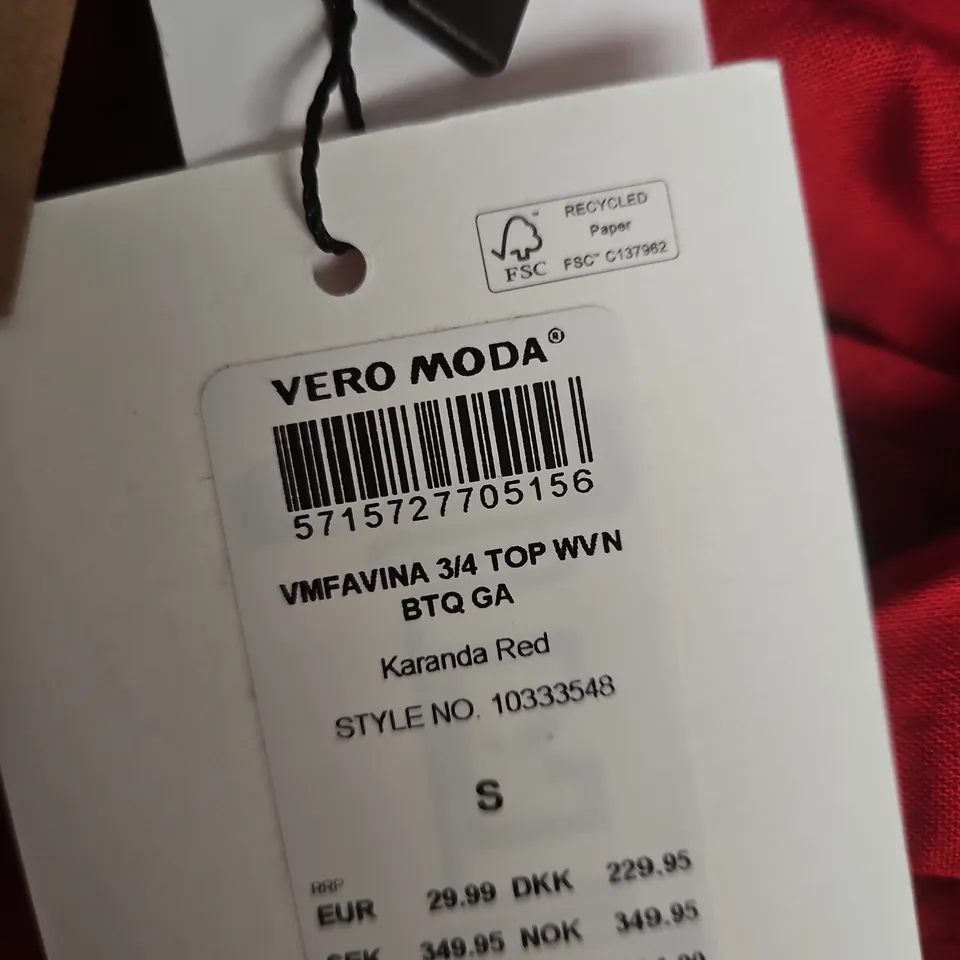 RECYCLED
Paper
FSC™ C137962
FSC
VERO MODA®
5715727705156
VMFAVINA 3/4 TOP WVN
BTQ GA
Karanda Red
STYLE NO. 10333548
S
RRP
EUR 29.99 DKK 229.95
SEK 349.95 NOK 349.95